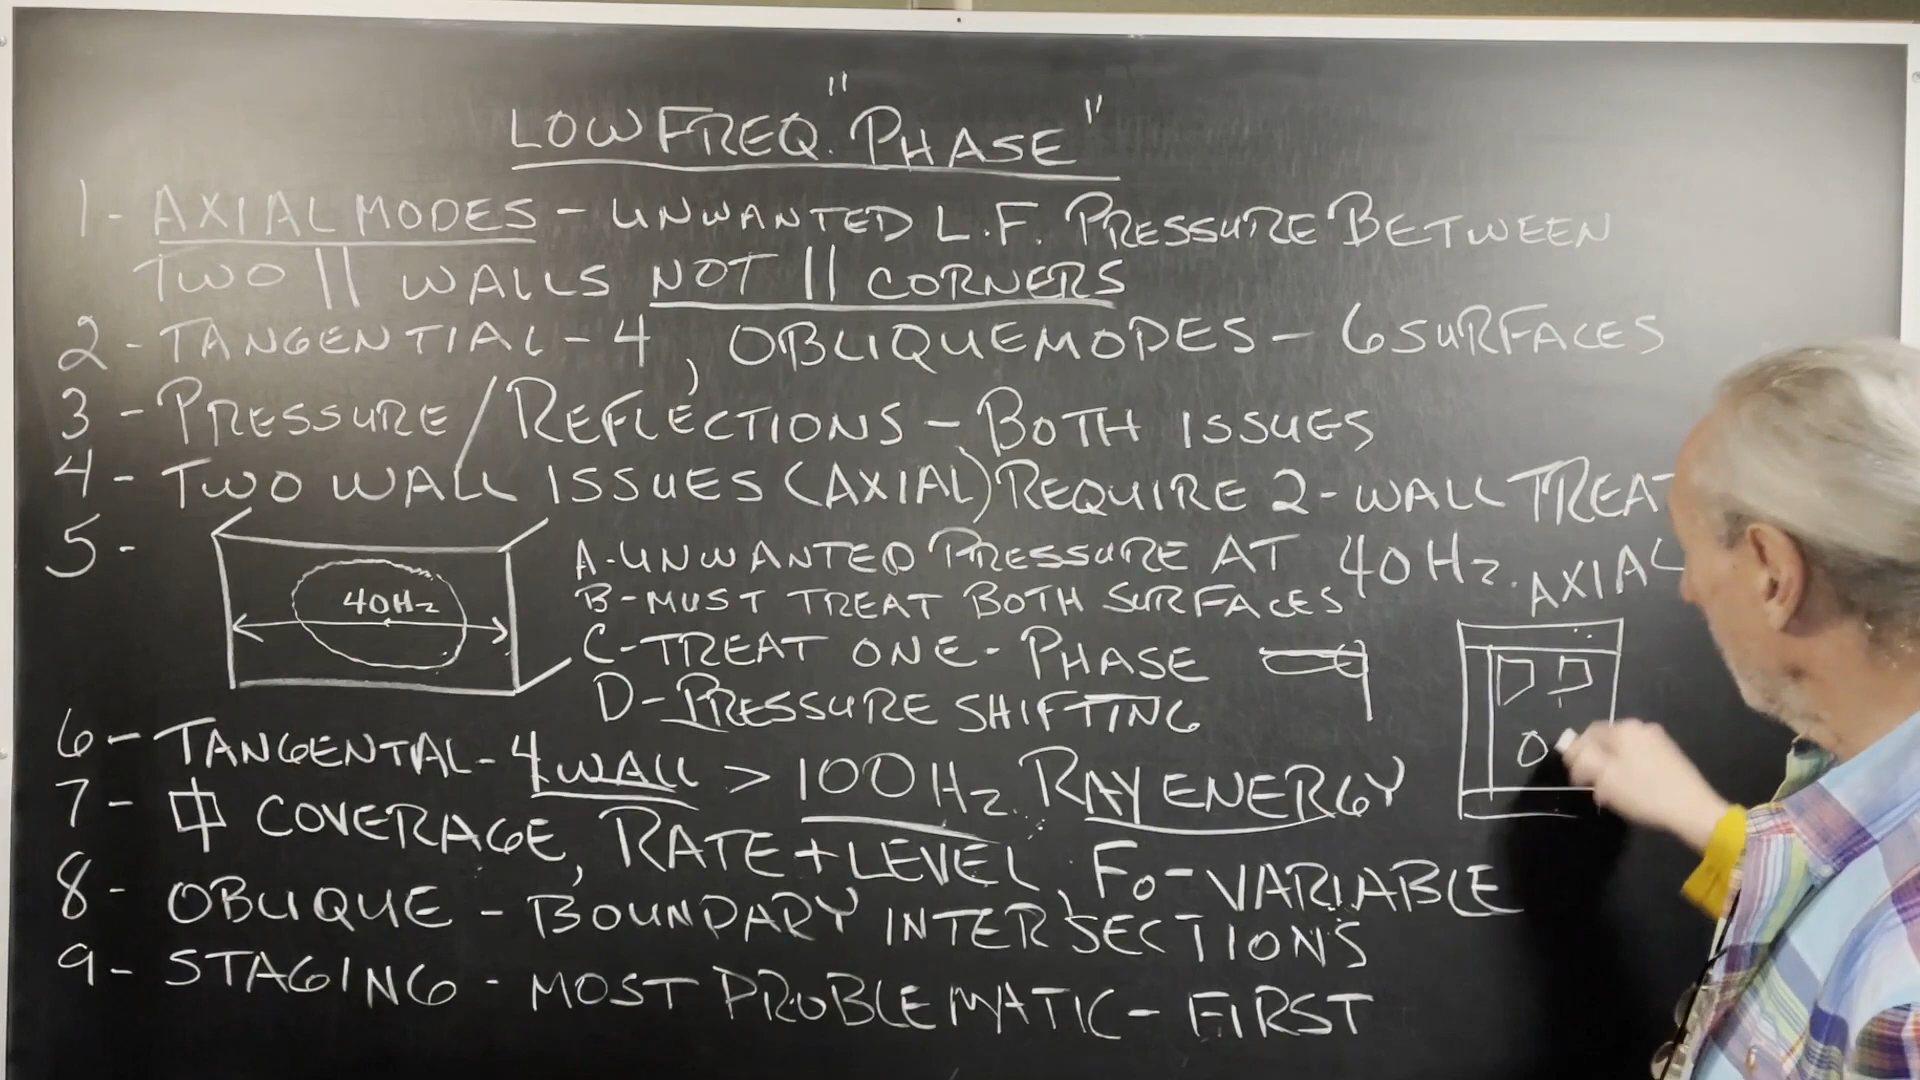 LOW FREQ. "PHASE"
1 - AXIAL MODES - UNWANTED L.F. PRESSURE BETWEEN
TWO || WALLS NOT || CORNERS
2 - TANGENTIAL - 4, OBLIQUE MODES - 6 SURFACES
3 - PRESSURE/REFLECTIONS - BOTH ISSUES
4 - TWO WALL ISSUES (AXIAL) REQUIRE 2-WALL TREAT
5 -
40Hz
A-UNWANTED PRESSURE AT 40Hz.
B-MUST TREAT BOTH SURFACES
C-TREAT ONE - PHASE
D-PRESSURE SHIFTING
AXIAL
6 - TANGENTAL - 4 WALL > 100Hz RAY ENERGY
7 - COVERAGE, RATE + LEVEL, Fo - VARIABLE
8 - OBLIQUE - BOUNDARY INTERSECTIONS
9 - STAGING - MOST PROBLEMATIC - FIRST